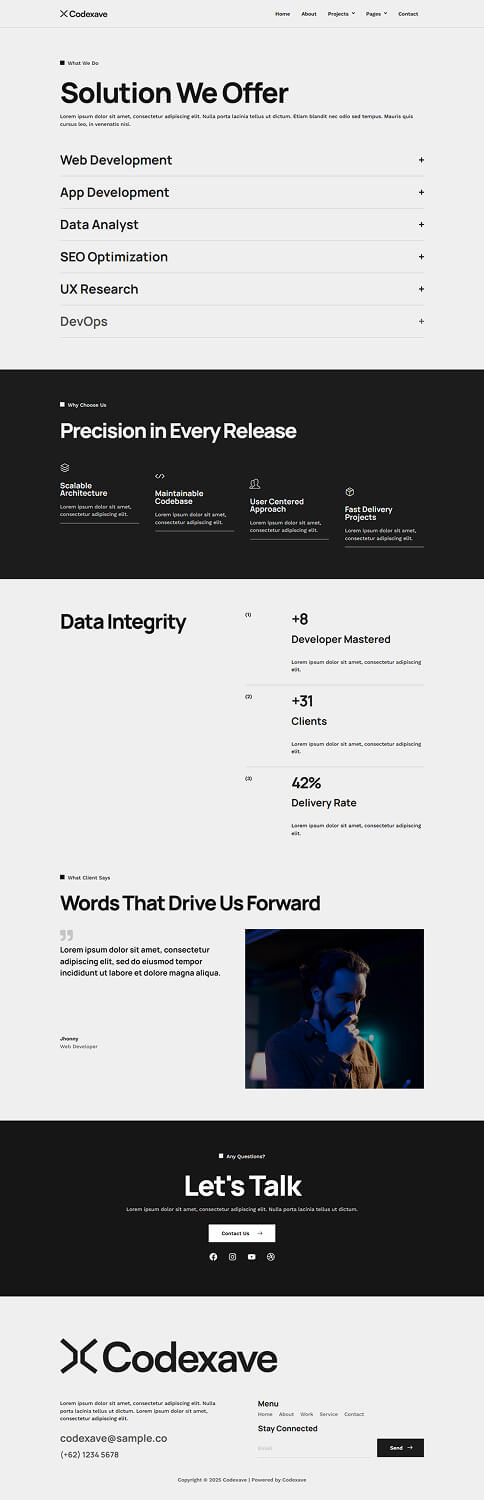 Codexave
Home About Projects Pages Contact
What We Do
Solution We Offer
Lorem ipsum dolor sit amet, consectetur adipiscing elit. Nulla porta lacinia tellus ut dictum. Etiam blandit nec odio sed tempus. Mauris quis
cursus leo, in venenatis nisi.
Web Development +
App Development +
Data Analyst +
SEO Optimization +
UX Research +
DevOps +
Why Choose Us
Precision in Every Release
Scalable
Architecture
Lorem ipsum dolor sit amet,
consectetur adipiscing elit.
Maintainable
Codebase
Lorem ipsum dolor sit amet,
consectetur adipiscing elit.
User Centered
Approach
Lorem ipsum dolor sit amet,
consectetur adipiscing elit.
Fast Delivery
Projects
Lorem ipsum dolor sit amet,
consectetur adipiscing elit.
Data Integrity
(1) +8
Developer Mastered
Lorem ipsum dolor sit amet, consectetur adipiscing
elit.
(2) +31
Clients
Lorem ipsum dolor sit amet, consectetur adipiscing
elit.
(3) 42%
Delivery Rate
Lorem ipsum dolor sit amet, consectetur adipiscing
elit.
What Client Says
Words That Drive Us Forward
Lorem ipsum dolor sit amet, consectetur
adipiscing elit, sed do eiusmod tempor
incididunt ut labore et dolore magna aliqua.
Jhonny
Web Developer
Any Questions?
Let's Talk
Lorem ipsum dolor sit amet, consectetur adipiscing elit. Nulla porta lacinia tellus ut dictum.
Contact Us
Codexave
Lorem ipsum dolor sit amet, consectetur adipiscing elit. Nulla
porta lacinia tellus ut dictum. Lorem ipsum dolor sit amet,
consectetur adipiscing elit.
codexave@sample.co
(+62) 1234 5678
Menu
Home About Work Service Contact
Stay Connected
Email
Send
Copyright © 2025 Codexave | Powered by Codexave